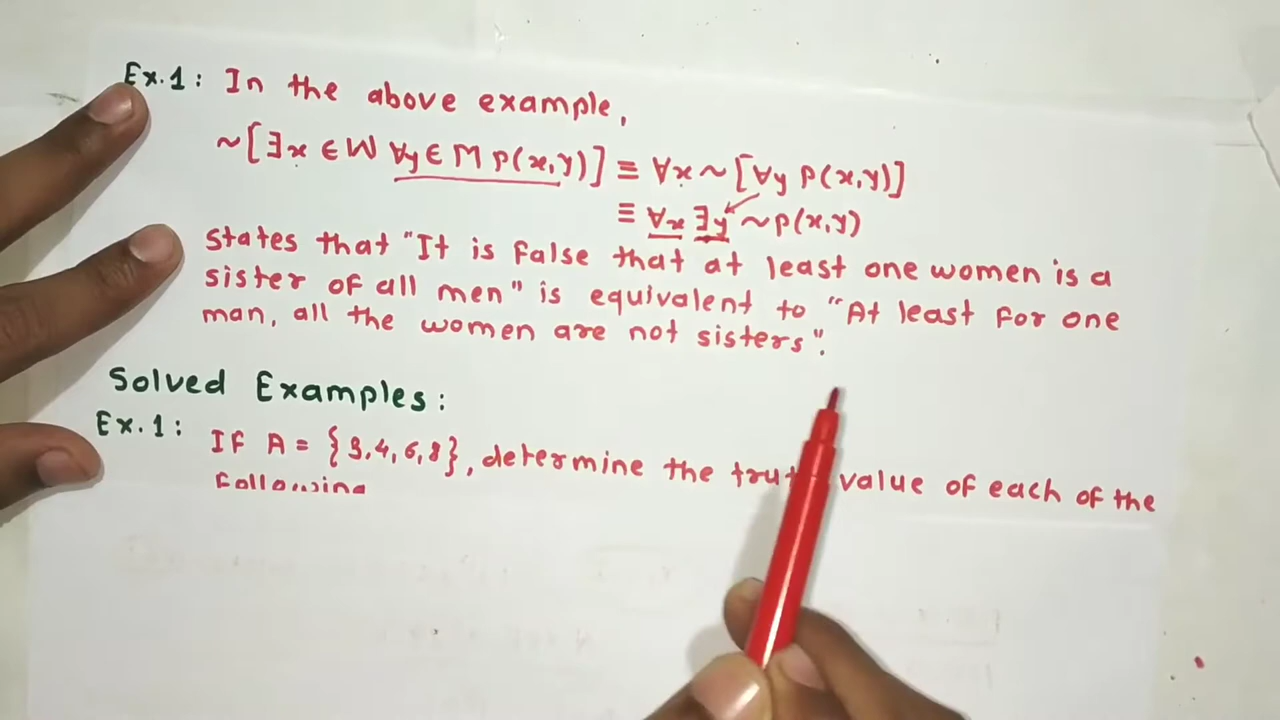 Ex.1: In the above example,
~[∃x ∈ W ∀y ∈ M P(x,y)] ≡ ∀x ~ [∀y P(x,y)]
≡ ∀x ∃y ~P(x,y)
States that "It is False that at least one women is a
sister of all men" is equivalent to "At least for one
man, all the women are not sisters".
Solved Examples:
Ex.1: If A = {3,4,6,8}, determine the value of each of the